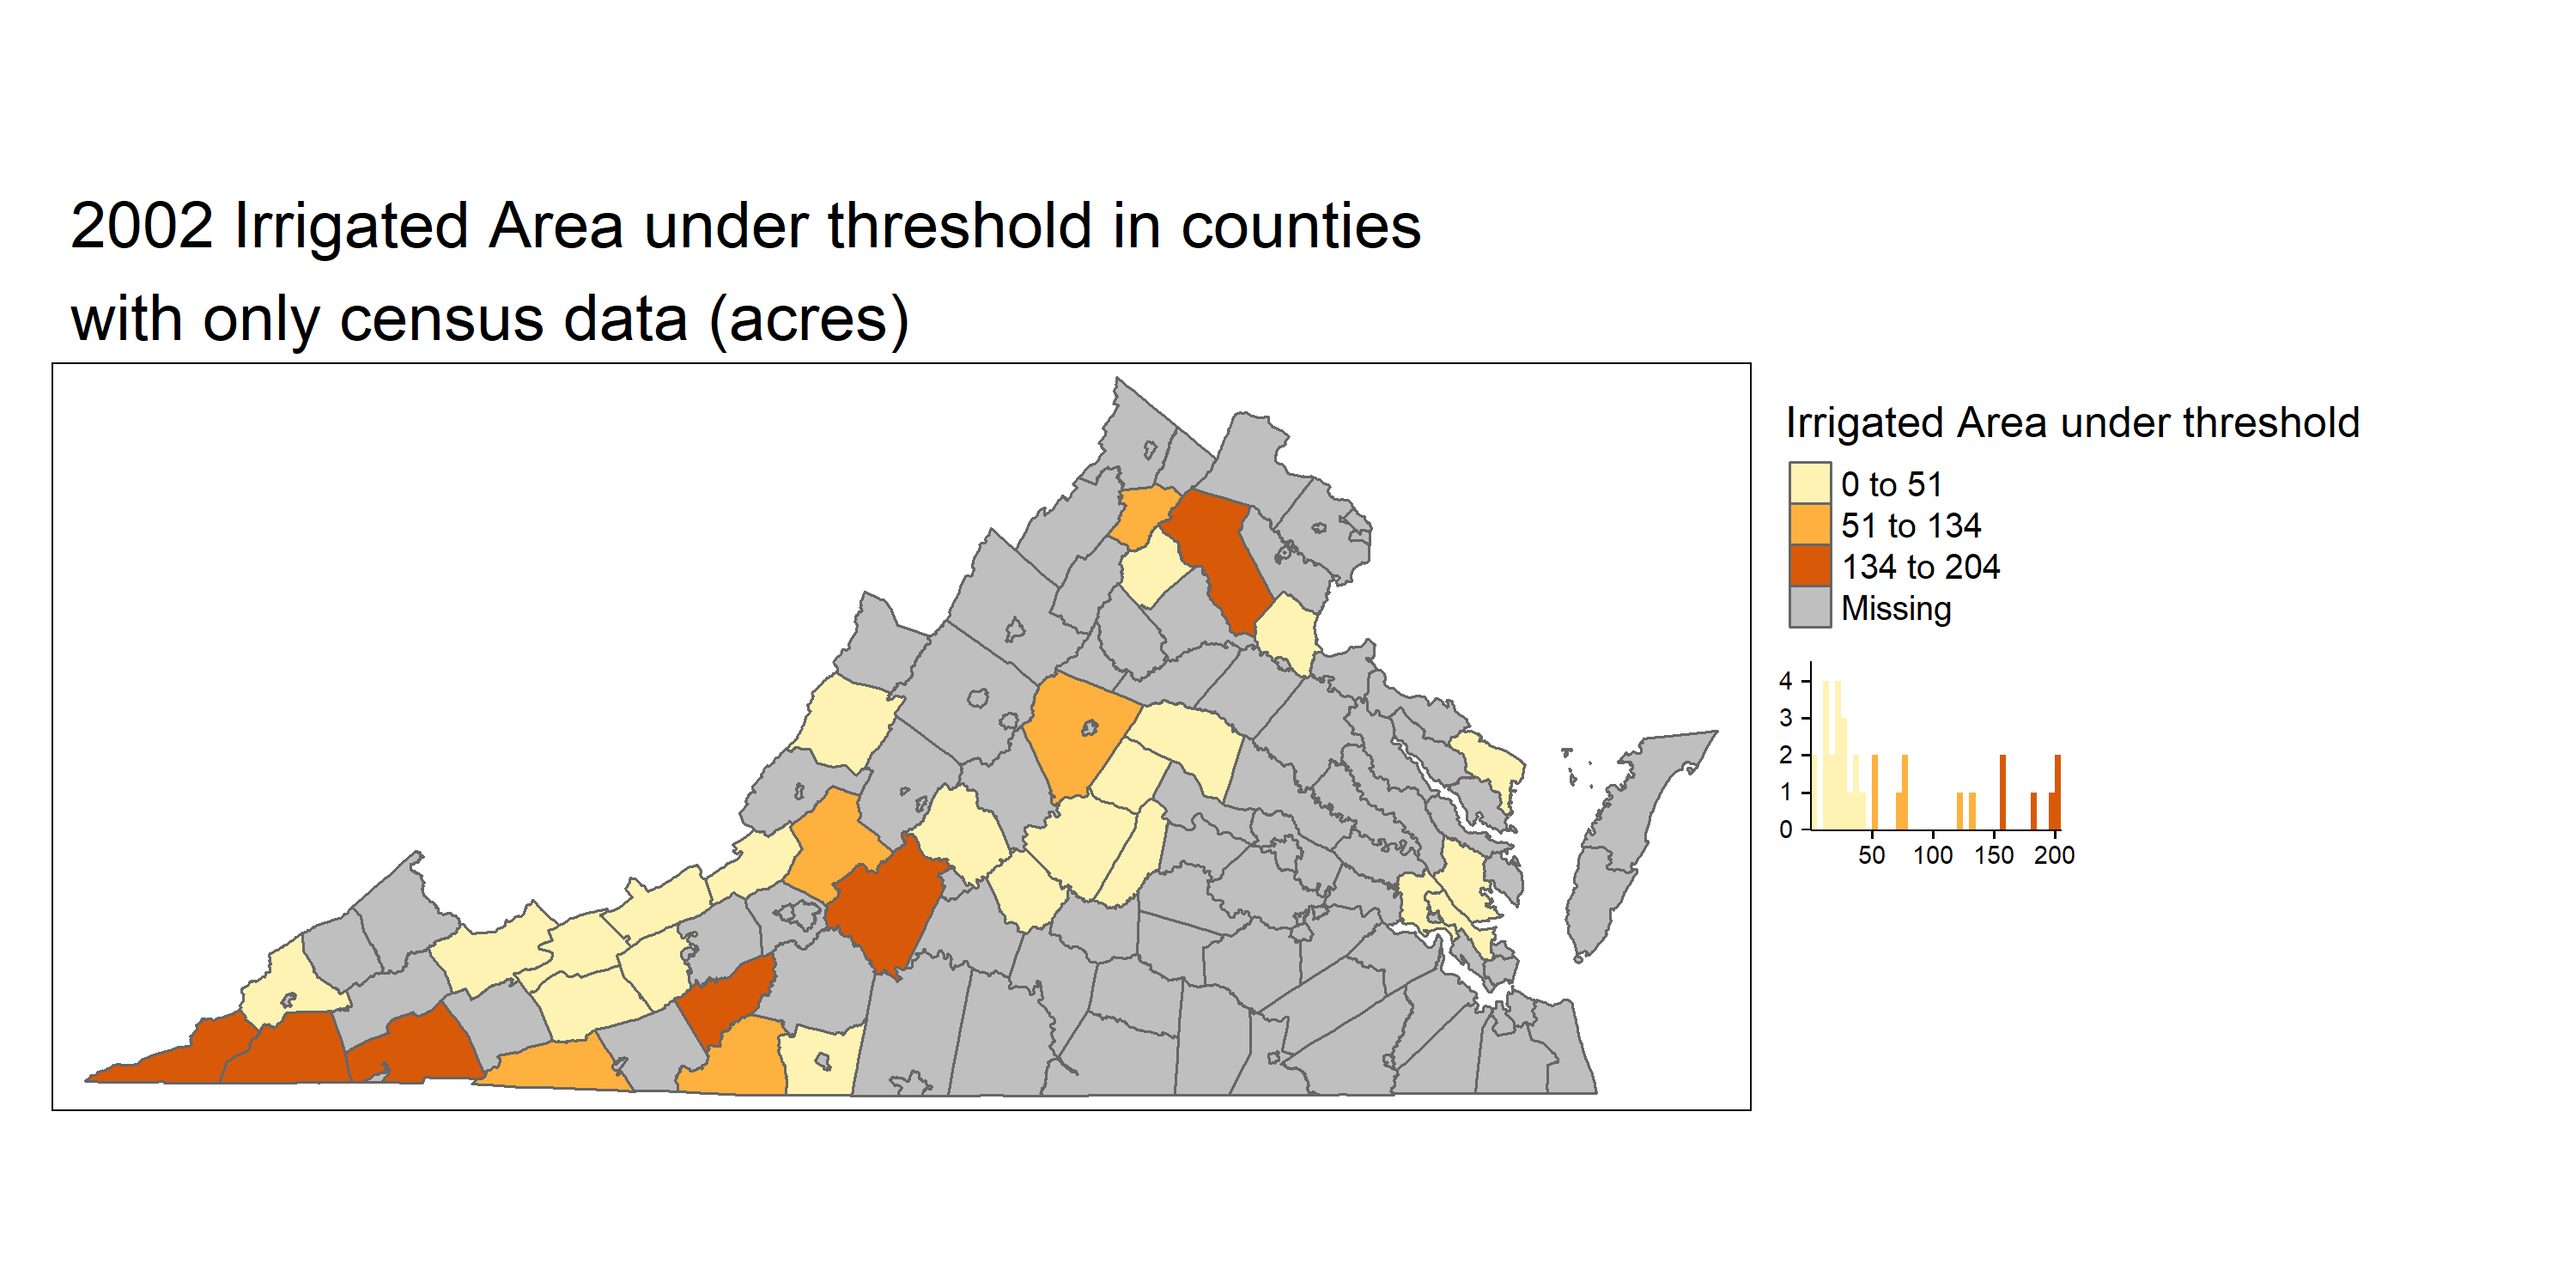 2002 Irrigated Area under threshold in counties
with only census data (acres)
Irrigated Area under threshold
0 to 51
51 to 134
134 to 204
Missing
4
3
2
1
0
50 100 150 200